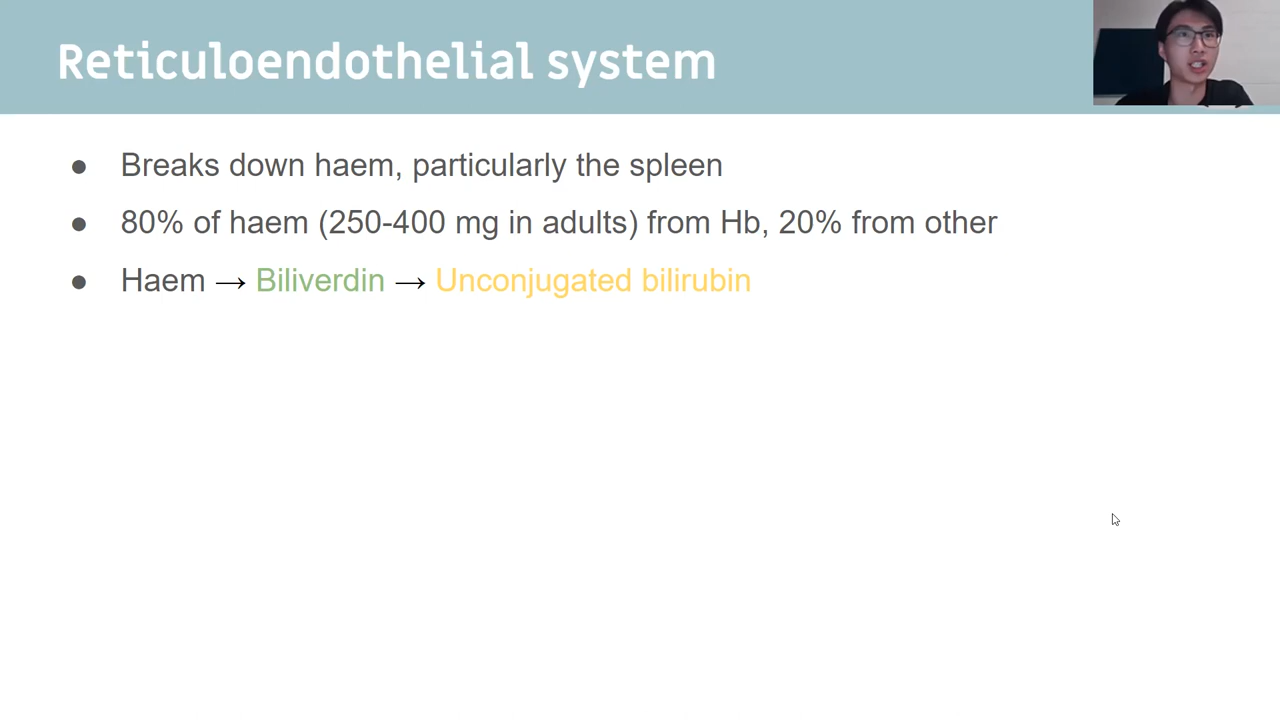 Reticuloendothelial system
● Breaks down haem, particularly the spleen
● 80% of haem (250-400 mg in adults) from Hb, 20% from other
● Haem → Biliverdin → Unconjugated bilirubin